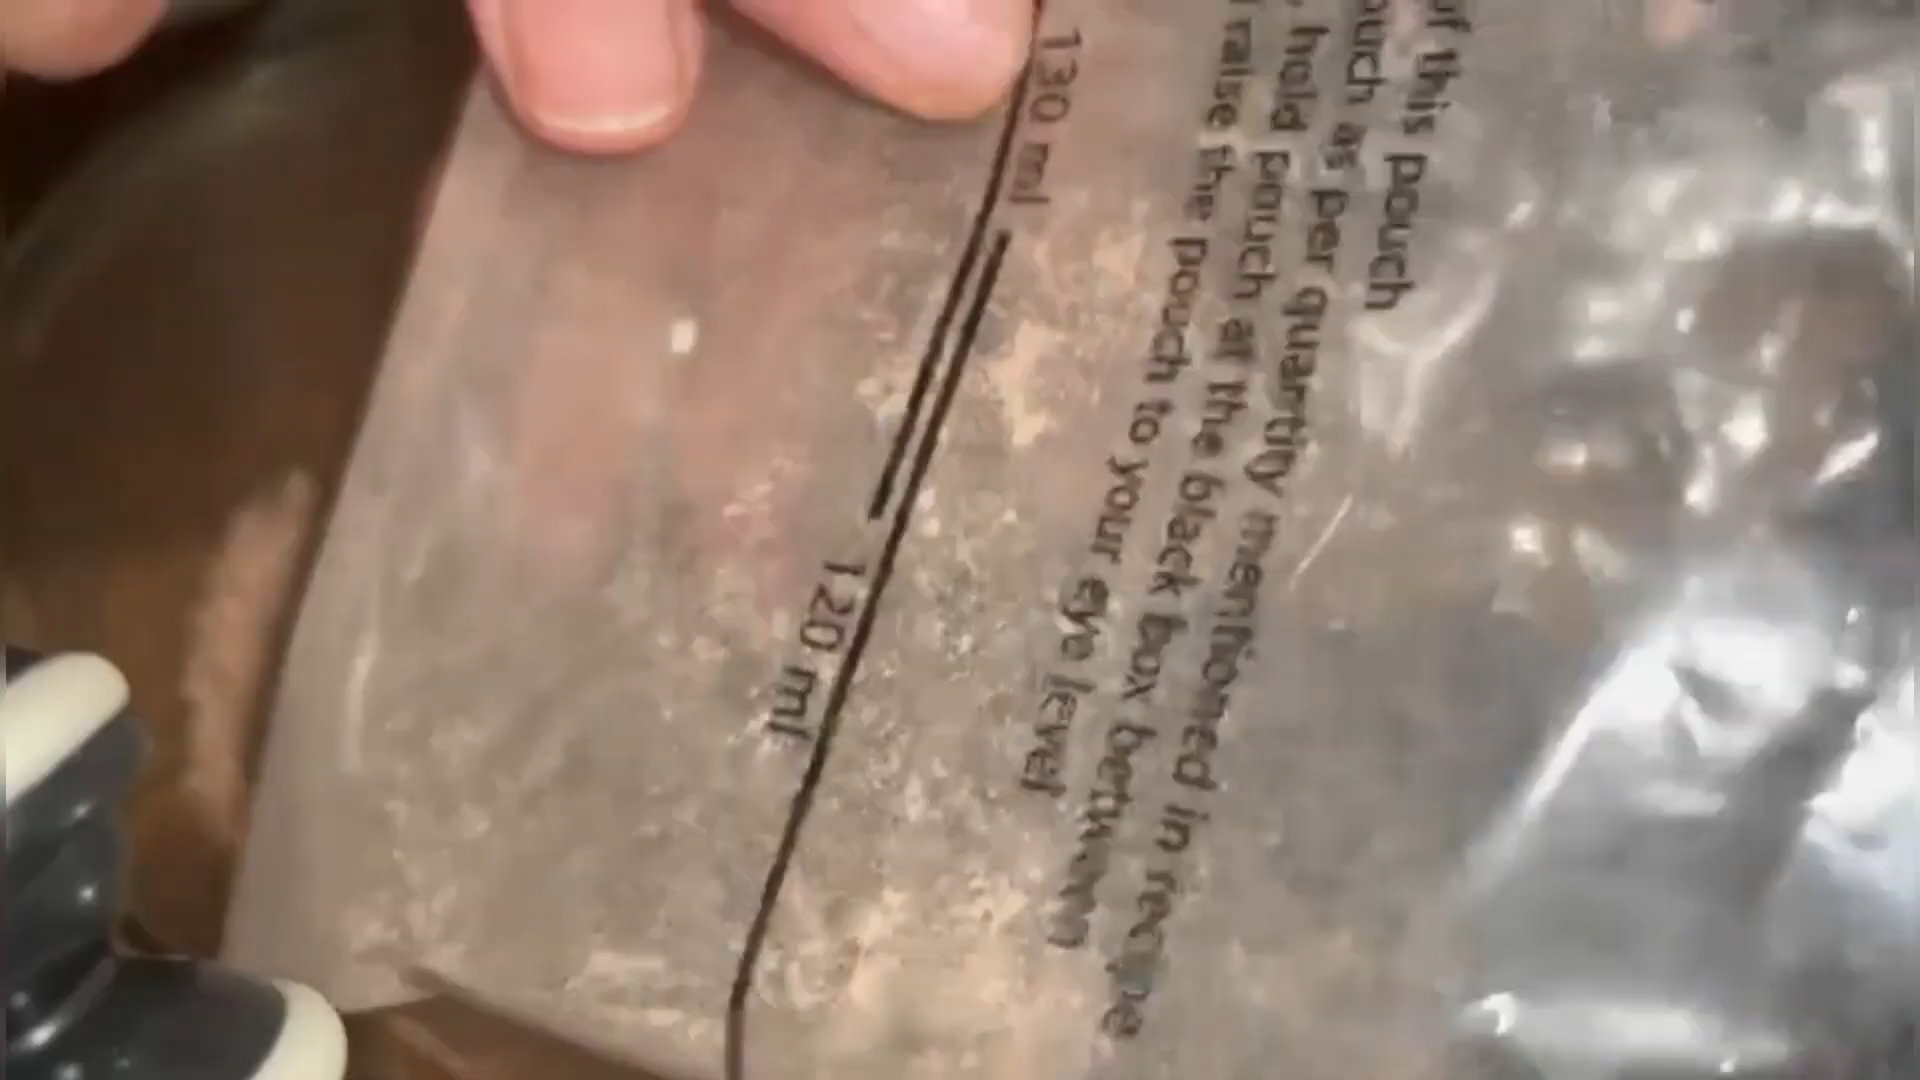 of this pouch
pouch as per quantity mentioned in recipe
, hold pouch at the black box between
raise the pouch to your eye level
130 ml
120 ml